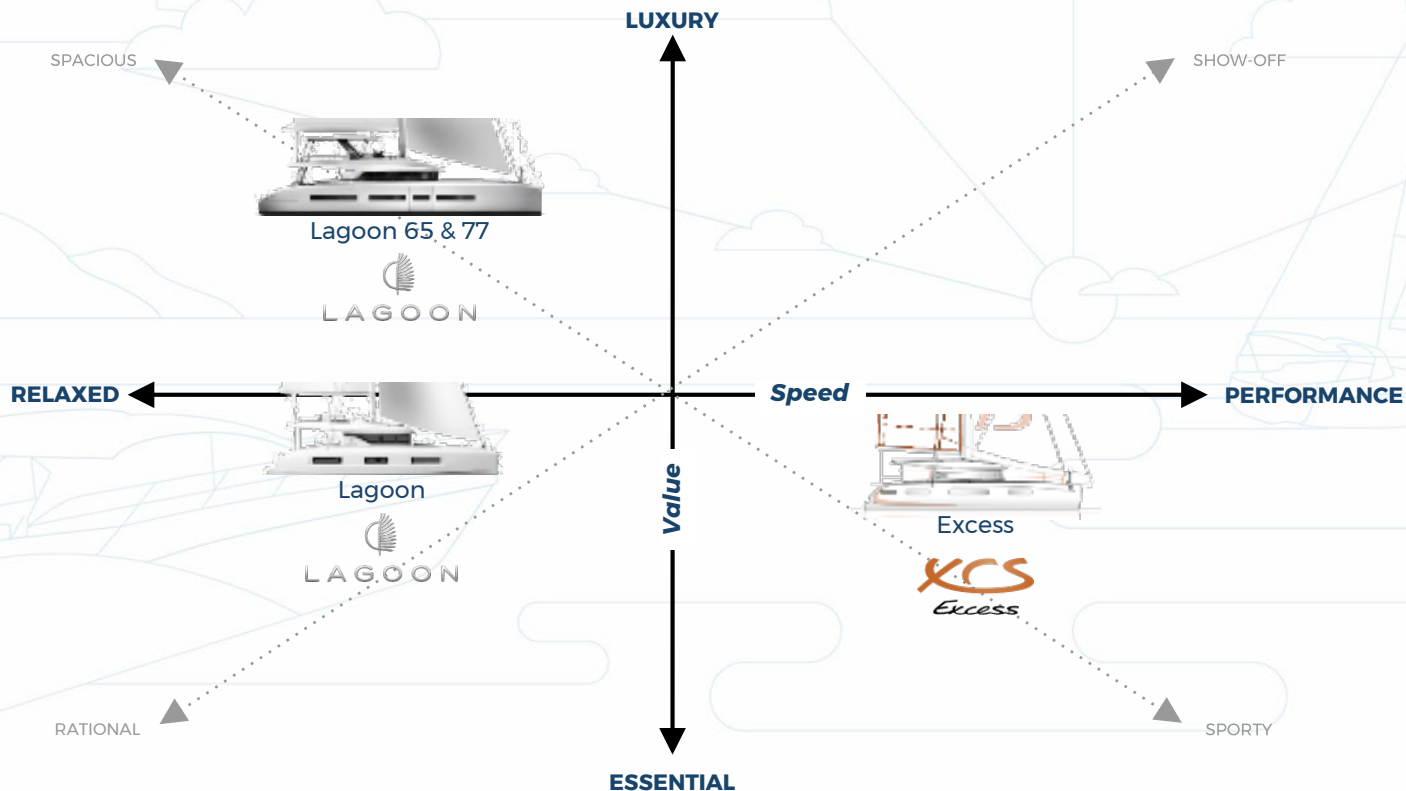 LUXURY
SPACIOUS
SHOW-OFF
Lagoon 65 & 77
LAGOON
RELAXED
Speed
PERFORMANCE
Value
Lagoon
LAGOON
Excess
XCS
Excess
RATIONAL
SPORTY
ESSENTIAL